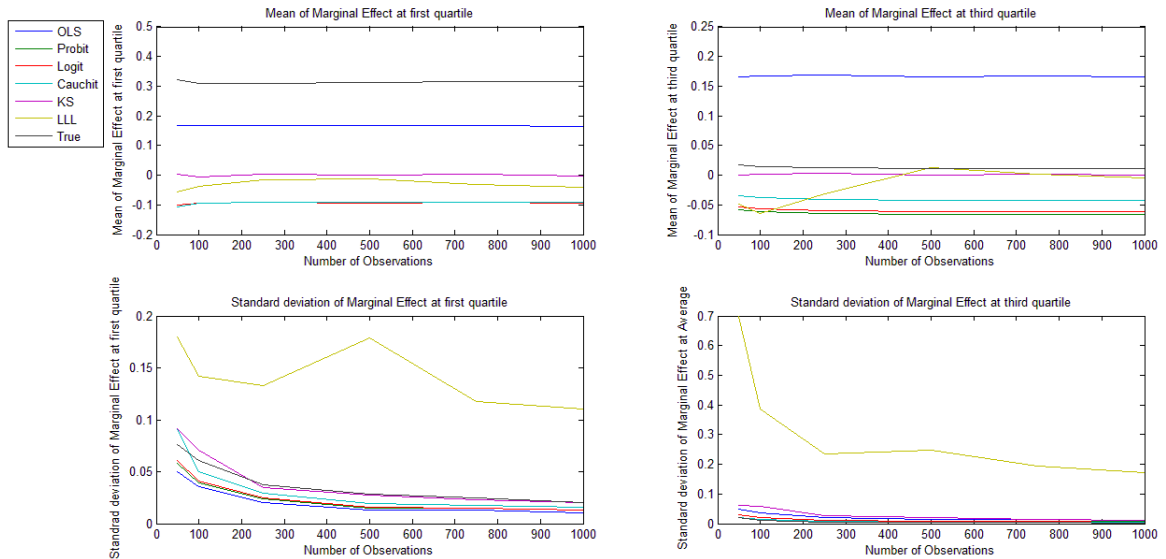 OLS
Probit
Logit
Cauchit
KS
LLL
True
Mean of Marginal Effect at first quartile
Mean of Marginal Effect at first quartile
0.5
0.4
0.3
0.2
0.1
0
-0.1
-0.2
0 100 200 300 400 500 600 700 800 900 1000
Number of Observations
Mean of Marginal Effect at third quartile
Mean of Marginal Effect at third quartile
0.25
0.2
0.15
0.1
0.05
0
-0.05
-0.1
0 100 200 300 400 500 600 700 800 900 1000
Number of Observations
Standard deviation of Marginal Effect at first quartile
Standrad deviation of Marginal Effect at first quartile
0.2
0.15
0.1
0.05
0
0 100 200 300 400 500 600 700 800 900 1000
Number of Observations
Standard deviation of Marginal Effect at third quartile
Standard deviation of Marginal Effect at Average
0.7
0.6
0.5
0.4
0.3
0.2
0.1
0
0 100 200 300 400 500 600 700 800 900 1000
Number of Observations